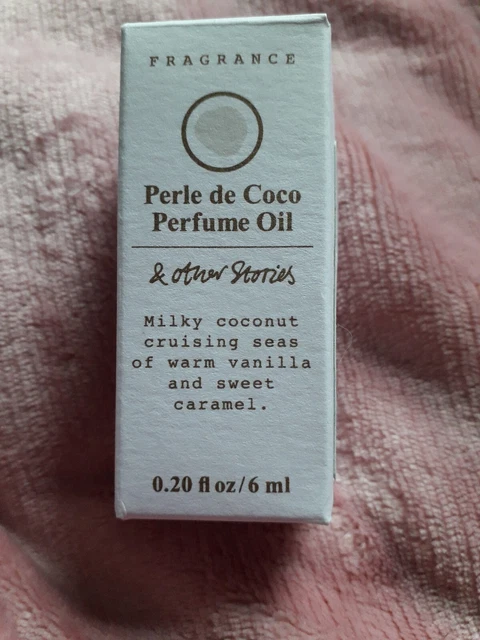 FRAGRANCE
Perle de Coco
Perfume Oil
& other Stories
Milky coconut
cruising seas
of warm vanilla
and sweet
caramel.
0.20 fl oz/6 ml